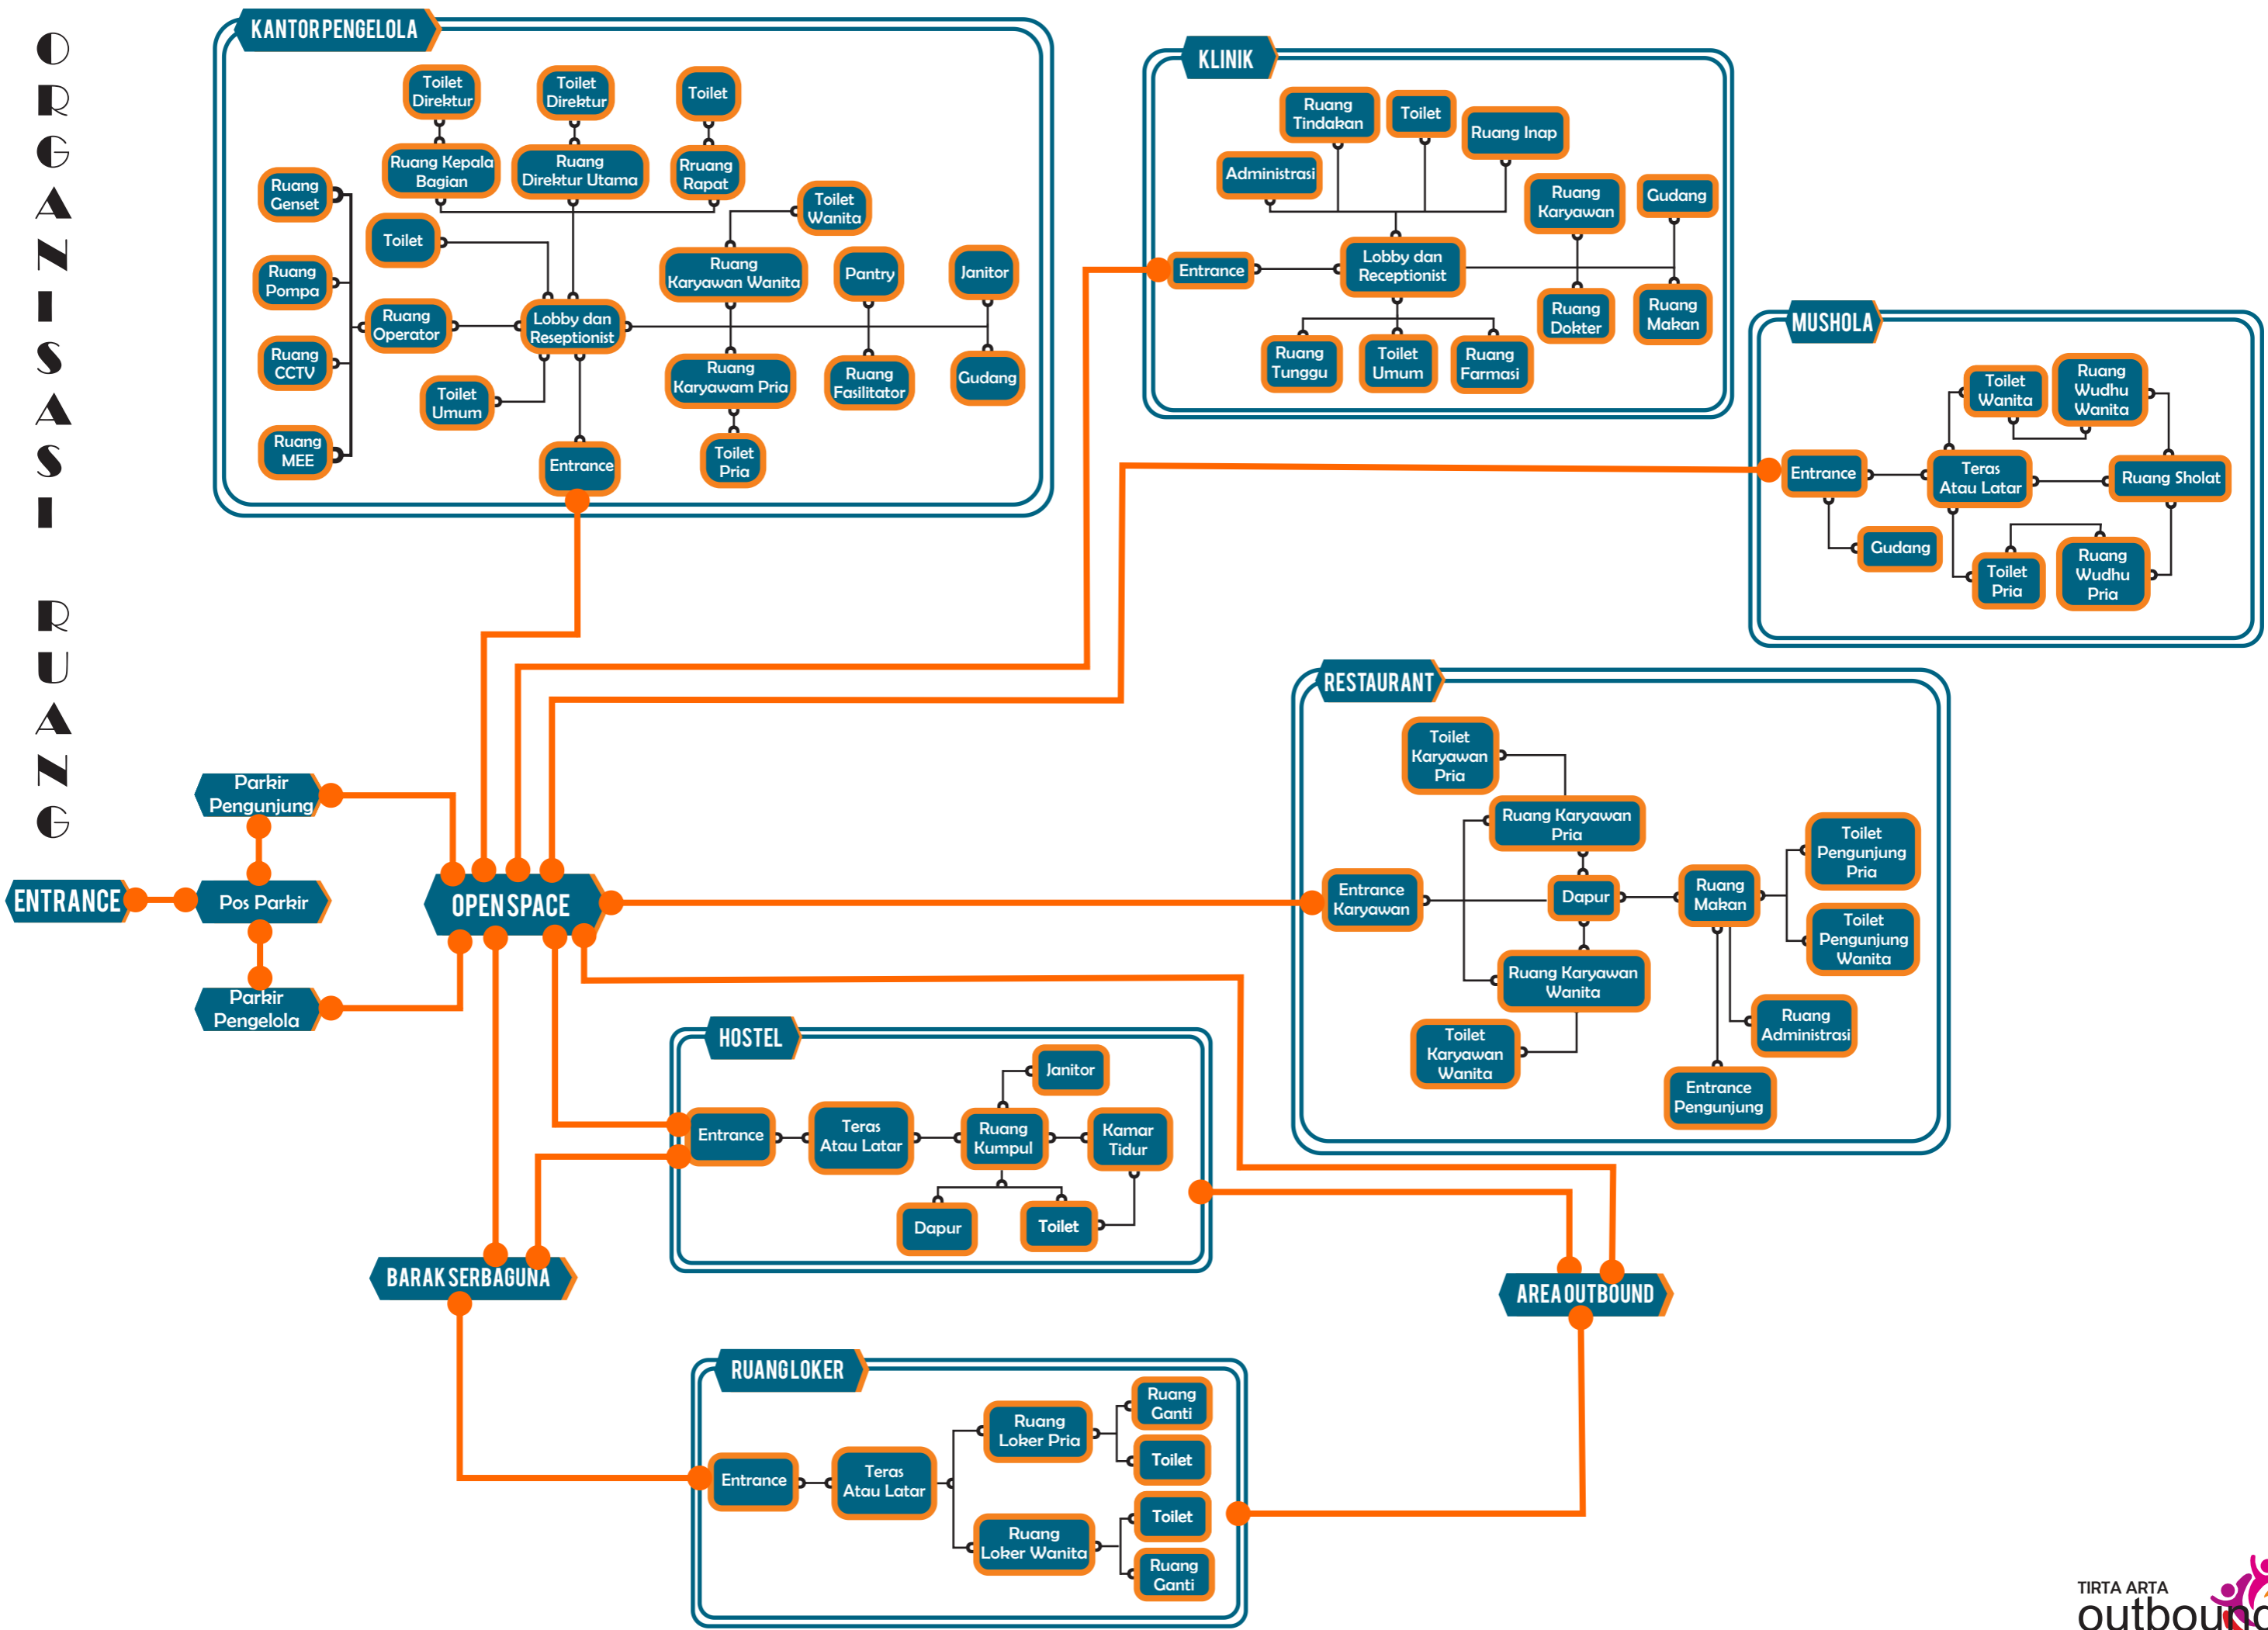 ORGANISASI RUANG
KANTOR PENGELOLA
Toilet
Direktur
Toilet
Direktur
Toilet
Ruang Kepala
Bagian
Ruang
Direktur Utama
Rruang
Rapat
Ruang
Genset
Toilet
Wanita
Toilet
Ruang
Karyawan Wanita
Pantry
Janitor
Ruang
Pompa
Ruang
Operator
Lobby dan
Reseptionist
Ruang
CCTV
Toilet
Umum
Ruang
Karyawam Pria
Ruang
Fasilitator
Gudang
Ruang
MEE
Entrance
Toilet
Pria
KLINIK
Ruang
Tindakan
Toilet
Ruang Inap
Administrasi
Ruang
Karyawan
Gudang
Entrance
Lobby dan
Receptionist
Ruang
Dokter
Ruang
Makan
Ruang
Tunggu
Toilet
Umum
Ruang
Farmasi
MUSHOLA
Toilet
Wanita
Ruang
Wudhu
Wanita
Entrance
Teras
Atau Latar
Ruang Sholat
Gudang
Toilet
Pria
Ruang
Wudhu
Pria
RESTAURANT
Toilet
Karyawan
Pria
Ruang Karyawan
Pria
Toilet
Pengunjung
Pria
Entrance
Karyawan
Dapur
Ruang
Makan
Toilet
Pengunjung
Wanita
Ruang Karyawan
Wanita
Ruang
Administrasi
Toilet
Karyawan
Wanita
Entrance
Pengunjung
Parkir
Pengunjung
ENTRANCE
Pos Parkir
OPEN SPACE
Parkir
Pengelola
HOSTEL
Janitor
Entrance
Teras
Atau Latar
Ruang
Kumpul
Kamar
Tidur
Dapur
Toilet
BARAK SERBAGUNA
AREA OUTBOUND
RUANG LOKER
Ruang
Ganti
Ruang
Loker Pria
Toilet
Entrance
Teras
Atau Latar
Toilet
Ruang
Loker Wanita
Ruang
Ganti
TIRTA ARTA
outbound